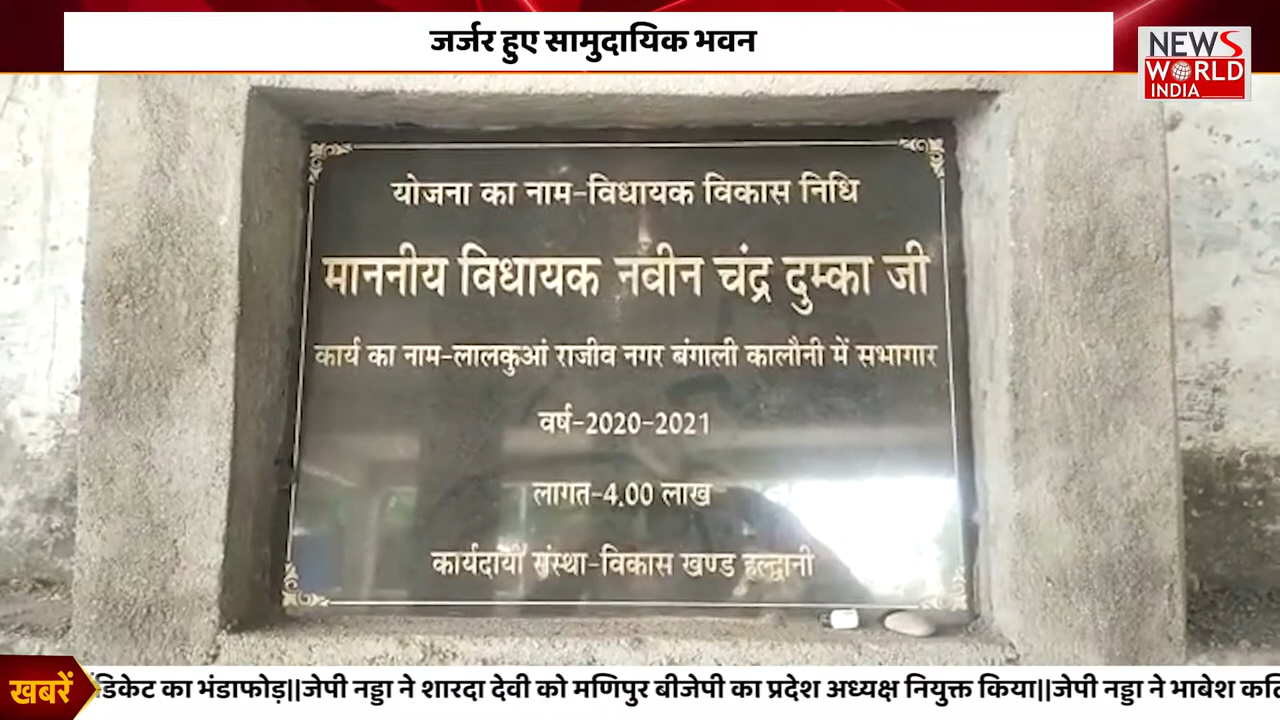 जर्जर हुए सामुदायिक भवन
NEWS
WORLD
INDIA
योजना का नाम-विधायक विकास निधि
माननीय विधायक नवीन चंद्र दुम्का जी
कार्य का नाम-लालकुआं राजीव नगर बंगाली कालौनी में सभागार
वर्ष-2020-2021
लागत-4.00 लाख
कार्यदायी संस्था-विकास खण्ड हल्द्वानी
खबरें
का भंडाफोड़||जेपी नड्डा ने शारदा देवी को मणिपुर बीजेपी का प्रदेश अध्यक्ष नियुक्त किया||जेपी नड्डा ने भाबेश